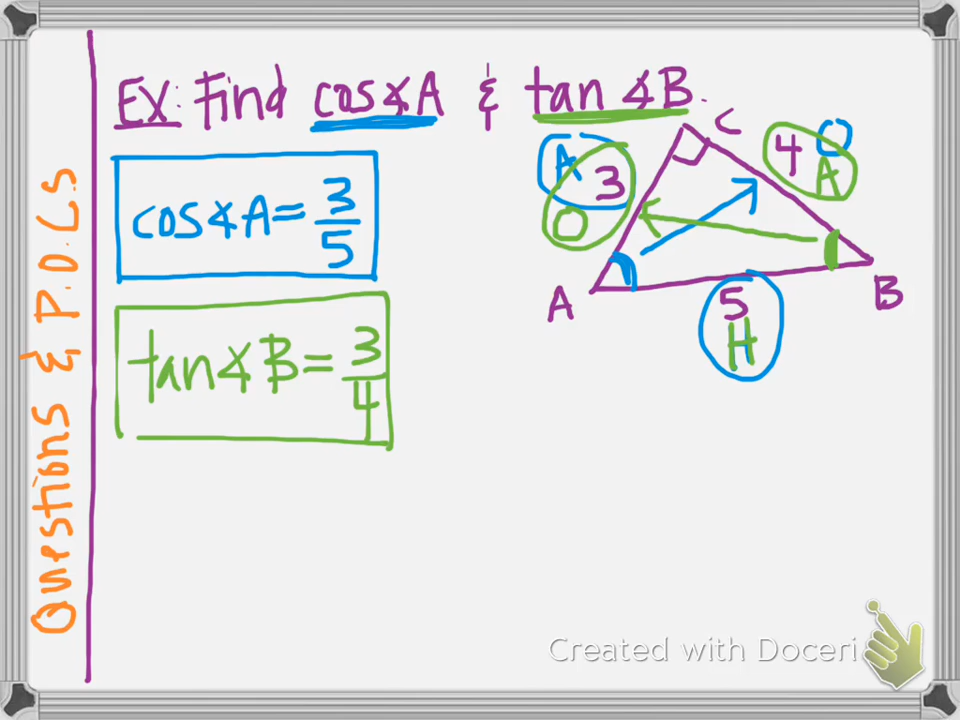 Questions & P.O.C.s
EX: Find cos∡A & tan ∡B.
cos∡A = 3/5
tan∡B = 3/4
C
A 3 O
4 O A
A
B
5
H
Created with Doceri